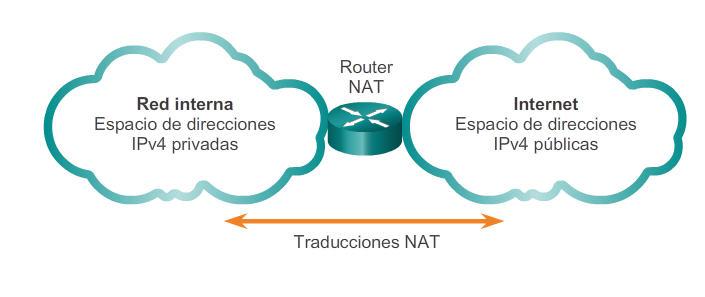 Router
NAT
Red interna
Espacio de direcciones
IPv4 privadas
Internet
Espacio de direcciones
IPv4 públicas
Traducciones NAT